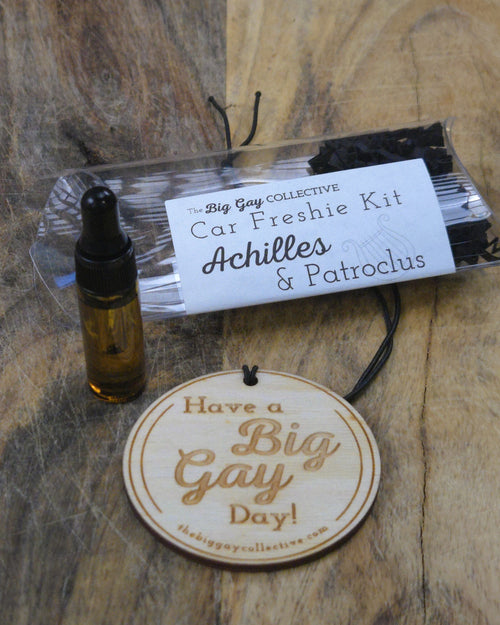 The Big Gay COLLECTIVE
Car Freshie Kit
Achilles
& Patroclus
Have a
Big
Gay
Day!
thebiggaycollective.com